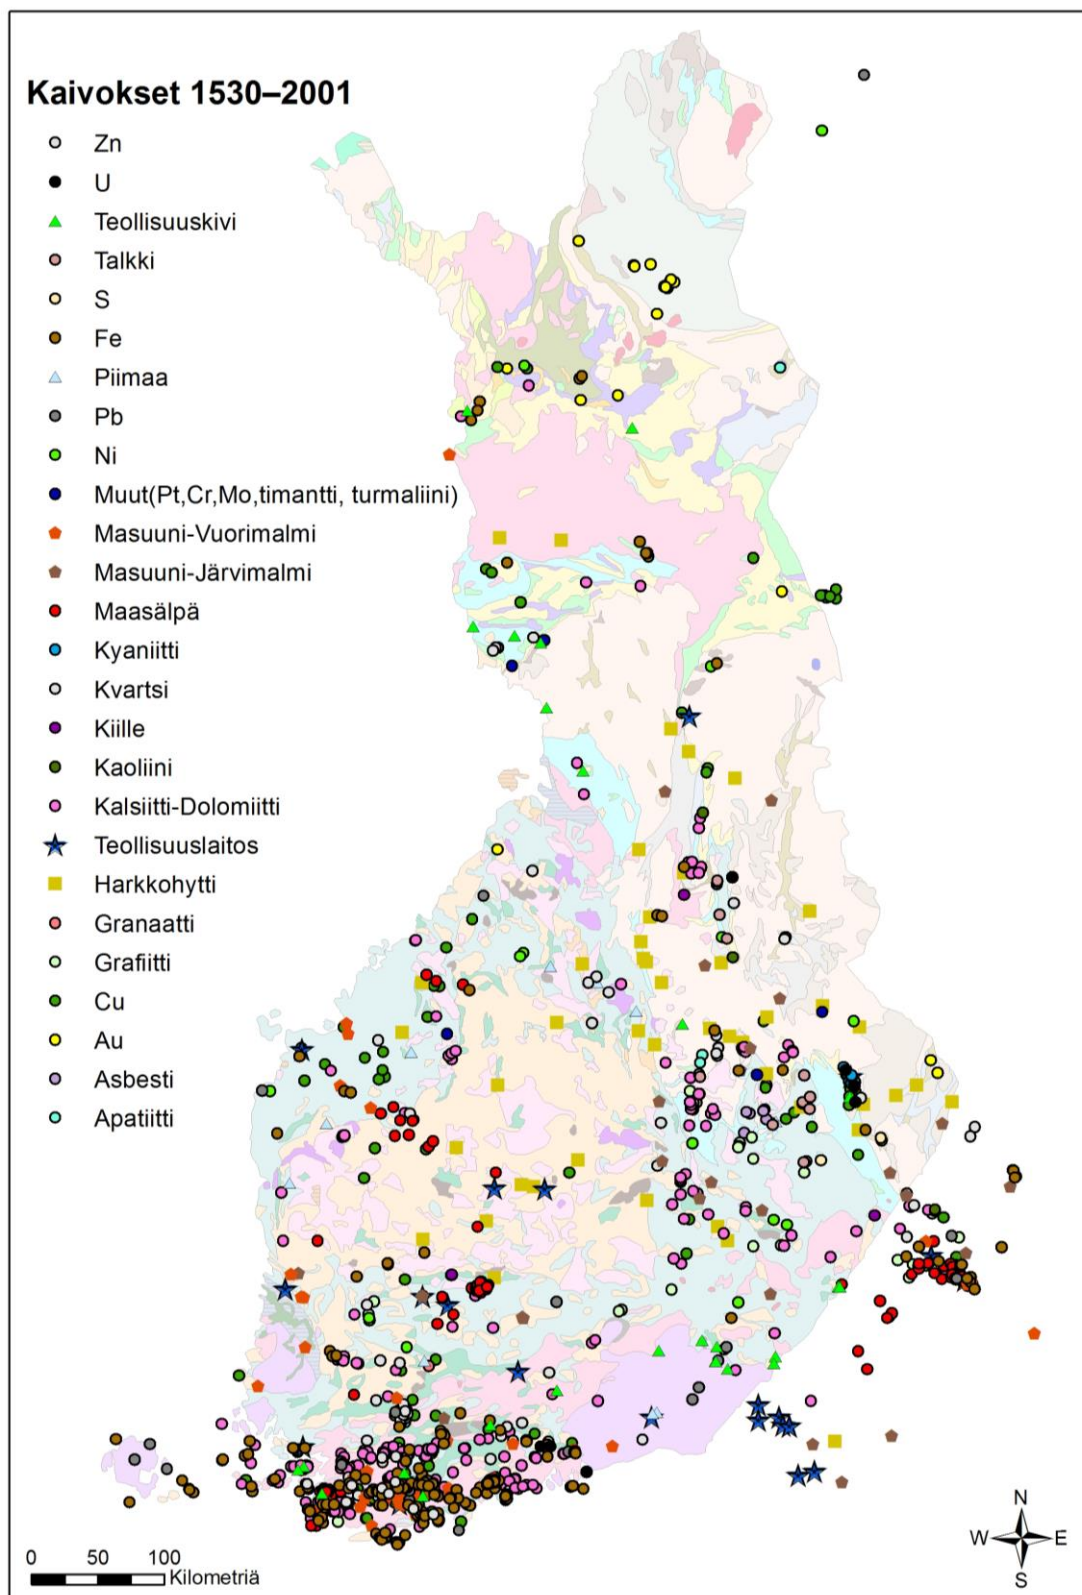 Kaivokset 1530–2001
Zn
U
Teollisuuskivi
Talkki
S
Fe
Piimaa
Pb
Ni
Muut(Pt,Cr,Mo,timantti, turmaliini)
Masuuni-Vuorimalmi
Masuuni-Järvimalmi
Maasälpä
Kyaniitti
Kvartsi
Kiille
Kaoliini
Kalsiitti-Dolomiitti
Teollisuuslaitos
Harkkohytti
Granaatti
Grafiitti
Cu
Au
Asbesti
Apatiitti
N
W E
S
0 50 100
Kilometriä